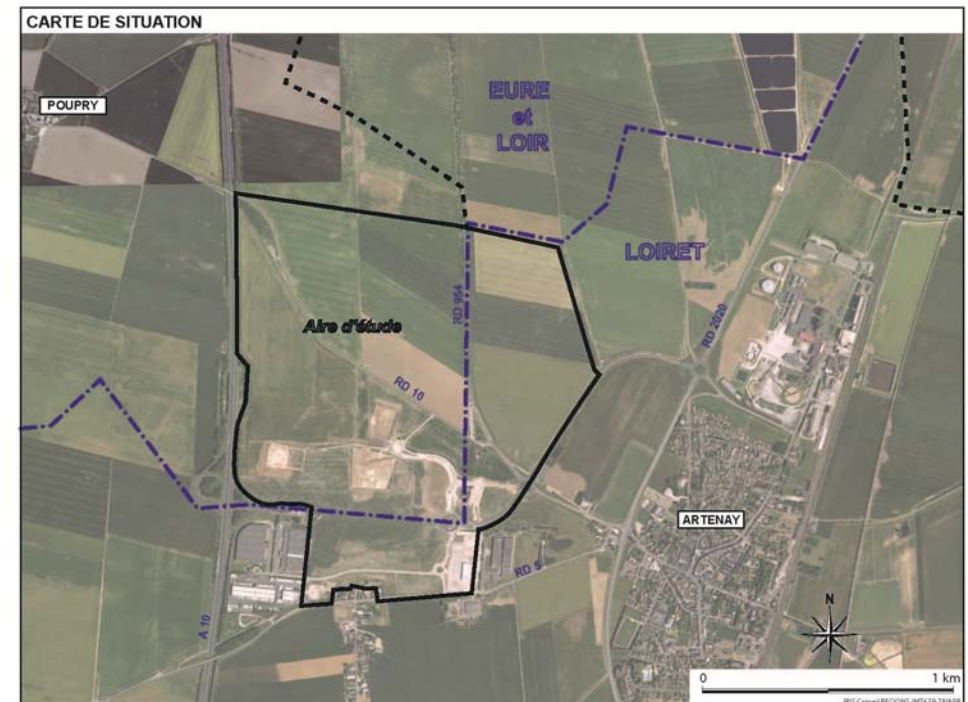 CARTE DE SITUATION
POUPRY
EURE
et
LOIR
LOIRET
RD 954
RD 2020
Aire d'étude
RD 10
ARTENAY
RD 5
A 10
N
0 1 km